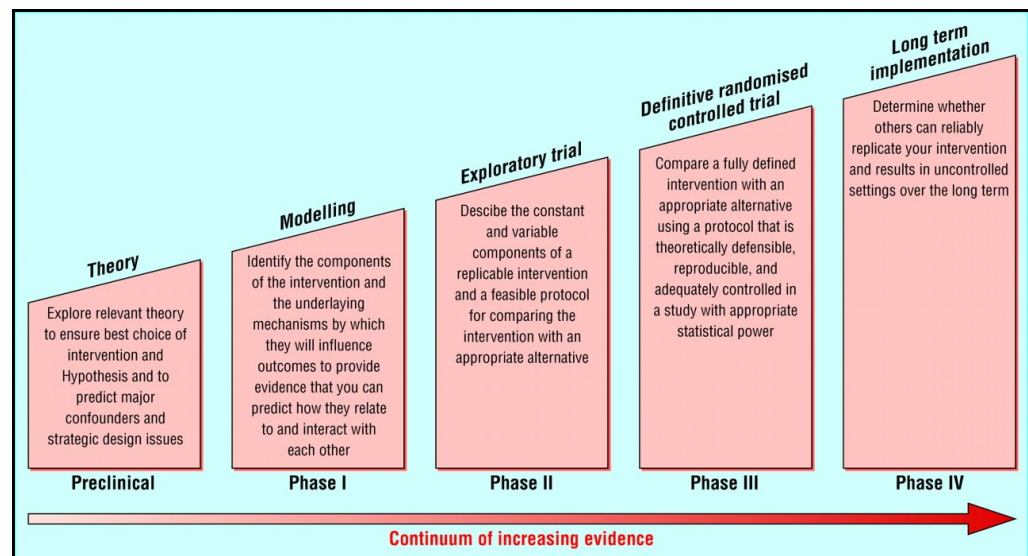 Theory
Explore relevant theory
to ensure best choice of
intervention and
Hypothesis and to
predict major
confounders and
strategic design issues
Preclinical
Modelling
Identify the components
of the intervention and
the underlaying
mechanisms by which
they will influence
outcomes to provide
evidence that you can
predict how they relate
to and interact with
each other
Phase I
Exploratory trial
Descibe the constant
and variable
components of a
replicable intervention
and a feasible protocol
for comparing the
intervention with an
appropriate alternative
Phase II
Definitive randomised
controlled trial
Compare a fully defined
intervention with an
appropriate alternative
using a protocol that is
theoretically defensible,
reproducible, and
adequately controlled in
a study with appropriate
statistical power
Phase III
Long term
implementation
Determine whether
others can reliably
replicate your intervention
and results in uncontrolled
settings over the long term
Phase IV
Continuum of increasing evidence